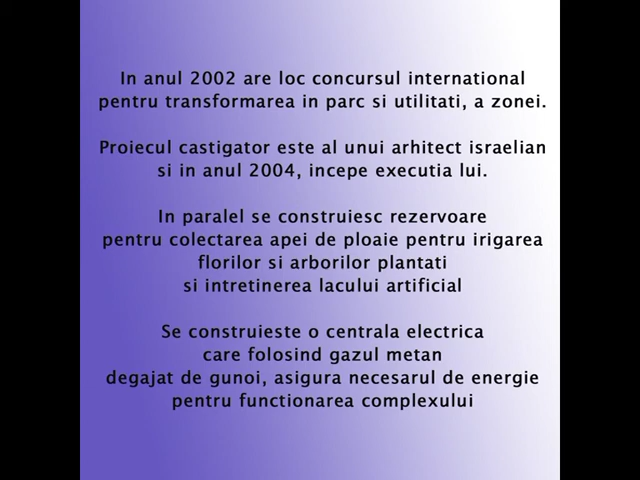 In anul 2002 are loc concursul international
pentru transformarea in parc si utilitati, a zonei.
Proiecul castigator este al unui arhitect israelian
si in anul 2004, incepe executia lui.
In paralel se construiesc rezervoare
pentru colectarea apei de ploaie pentru irigarea
florilor si arborilor plantati
si intretinerea lacului artificial
Se construieste o centrala electrica
care folosind gazul metan
degajat de gunoi, asigura necesarul de energie
pentru functionarea complexului